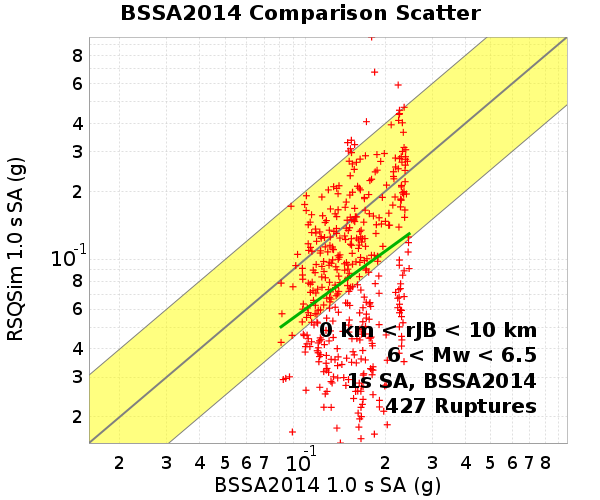 BSSA2014 Comparison Scatter
RSQSim 1.0 s SA (g)
8
6
4
3
2
10⁻¹
8
6
4
3
2
0 km < rJB < 10 km
6 < Mw < 6.5
1s SA, BSSA2014
427 Ruptures
2 3 4 5 6 7 10⁻¹ 2 3 4 5 6 7 8
BSSA2014 1.0 s SA (g)